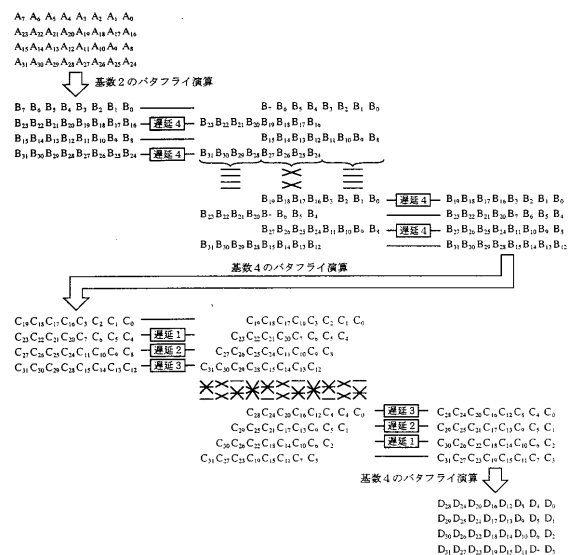 A₇ A₆ A₅ A₄ A₃ A₂ A₁ A₀
A₂₃ A₂₂ A₂₁ A₂₀ A₁₉ A₁₈ A₁₇ A₁₆
A₁₅ A₁₄ A₁₃ A₁₂ A₁₁ A₁₀ A₉ A₈
A₃₁ A₃₀ A₂₉ A₂₈ A₂₇ A₂₆ A₂₅ A₂₄
基数2のバタフライ演算
B₇ B₆ B₅ B₄ B₃ B₂ B₁ B₀ B₇ B₆ B₅ B₄ B₃ B₂ B₁ B₀
B₂₃ B₂₂ B₂₁ B₂₀ B₁₉ B₁₈ B₁₇ B₁₆ 遅延4 B₂₃ B₂₂ B₂₁ B₂₀ B₁₉ B₁₈ B₁₇ B₁₆
B₁₅ B₁₄ B₁₃ B₁₂ B₁₁ B₁₀ B₉ B₈ B₁₅ B₁₄ B₁₃ B₁₂ B₁₁ B₁₀ B₉ B₈
B₃₁ B₃₀ B₂₉ B₂₈ B₂₇ B₂₆ B₂₅ B₂₄ 遅延4 B₃₁ B₃₀ B₂₉ B₂₈ B₂₇ B₂₆ B₂₅ B₂₄
B₁₉ B₁₈ B₁₇ B₁₆ B₃ B₂ B₁ B₀ 遅延4 B₁₉ B₁₈ B₁₇ B₁₆ B₃ B₂ B₁ B₀
B₂₃ B₂₂ B₂₁ B₂₀ B₇ B₆ B₅ B₄ B₂₃ B₂₂ B₂₁ B₂₀ B₇ B₆ B₅ B₄
B₂₇ B₂₆ B₂₅ B₂₄ B₁₁ B₁₀ B₉ B₈ 遅延4 B₂₇ B₂₆ B₂₅ B₂₄ B₁₁ B₁₀ B₉ B₈
B₃₁ B₃₀ B₂₉ B₂₈ B₁₅ B₁₄ B₁₃ B₁₂ B₃₁ B₃₀ B₂₉ B₂₈ B₁₅ B₁₄ B₁₃ B₁₂
基数4のバタフライ演算
C₁₉ C₁₈ C₁₇ C₁₆ C₃ C₂ C₁ C₀ C₁₉ C₁₈ C₁₇ C₁₆ C₃ C₂ C₁ C₀
C₂₃ C₂₂ C₂₁ C₂₀ C₇ C₆ C₅ C₄ 遅延1 C₂₃ C₂₂ C₂₁ C₂₀ C₇ C₆ C₅ C₄
C₂₇ C₂₆ C₂₅ C₂₄ C₁₁ C₁₀ C₉ C₈ 遅延2 C₂₇ C₂₆ C₂₅ C₂₄ C₁₁ C₁₀ C₉ C₈
C₃₁ C₃₀ C₂₉ C₂₈ C₁₅ C₁₄ C₁₃ C₁₂ 遅延3 C₃₁ C₃₀ C₂₉ C₂₈ C₁₅ C₁₄ C₁₃ C₁₂
C₂₈ C₂₄ C₂₀ C₁₆ C₁₂ C₈ C₄ C₀ 遅延3 C₂₈ C₂₄ C₂₀ C₁₆ C₁₂ C₈ C₄ C₀
C₂₉ C₂₅ C₂₁ C₁₇ C₁₃ C₉ C₅ C₁ 遅延2 C₂₉ C₂₅ C₂₁ C₁₇ C₁₃ C₉ C₅ C₁
C₃₀ C₂₆ C₂₂ C₁₈ C₁₄ C₁₀ C₆ C₂ 遅延1 C₃₀ C₂₆ C₂₂ C₁₈ C₁₄ C₁₀ C₆ C₂
C₃₁ C₂₇ C₂₃ C₁₉ C₁₅ C₁₁ C₇ C₃ C₃₁ C₂₇ C₂₃ C₁₉ C₁₅ C₁₁ C₇ C₃
基数4のバタフライ演算
D₂₈ D₂₄ D₂₀ D₁₆ D₁₂ D₈ D₄ D₀
D₂₉ D₂₅ D₂₁ D₁₇ D₁₃ D₉ D₅ D₁
D₃₀ D₂₆ D₂₂ D₁₈ D₁₄ D₁₀ D₆ D₂
D₃₁ D₂₇ D₂₃ D₁₉ D₁₅ D₁₁ D₇ D₃